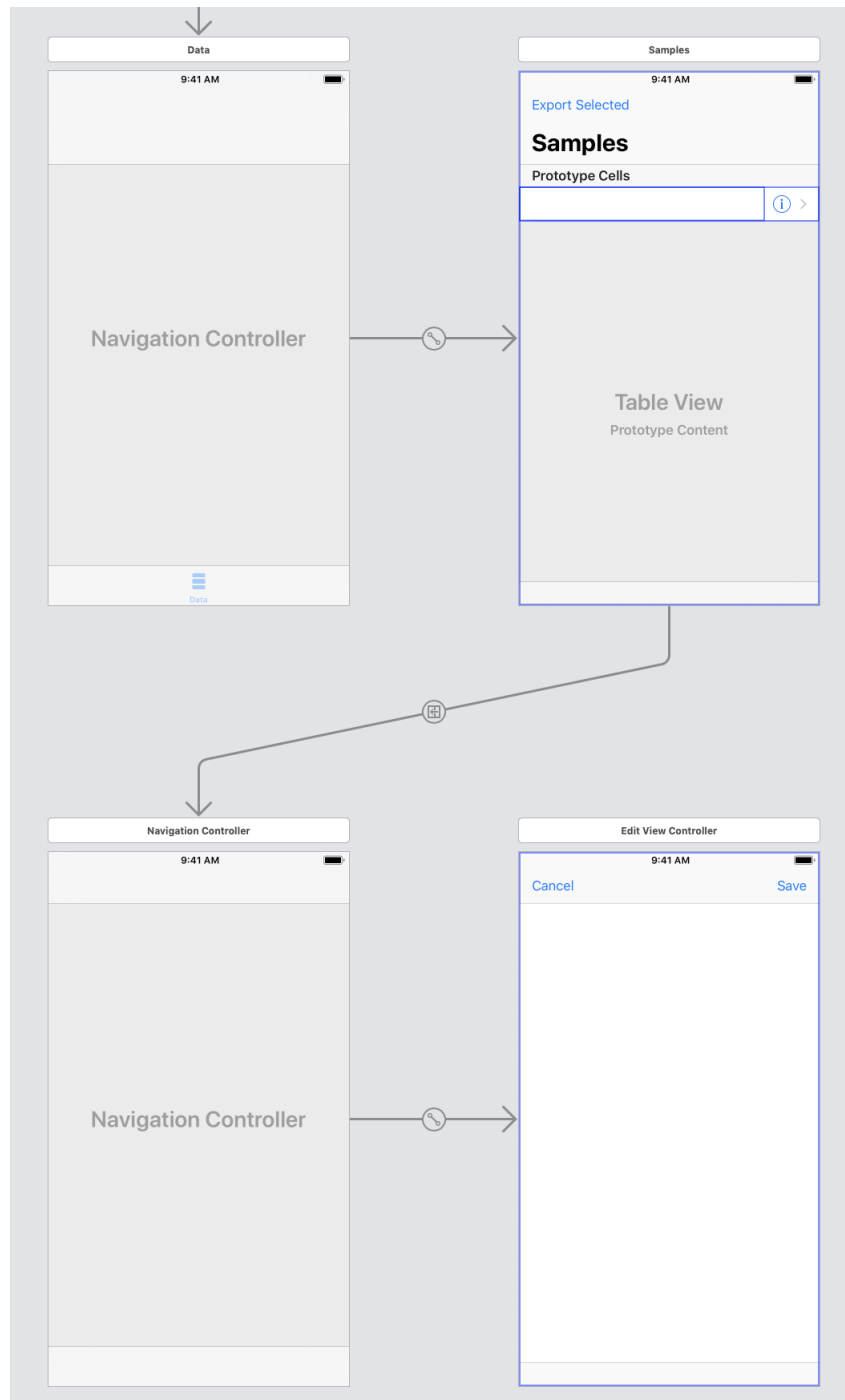 Data
Samples
9:41 AM
9:41 AM
Export Selected
Samples
Prototype Cells
Navigation Controller
Table View
Prototype Content
Data
Navigation Controller
Edit View Controller
9:41 AM
9:41 AM
Cancel
Save
Navigation Controller